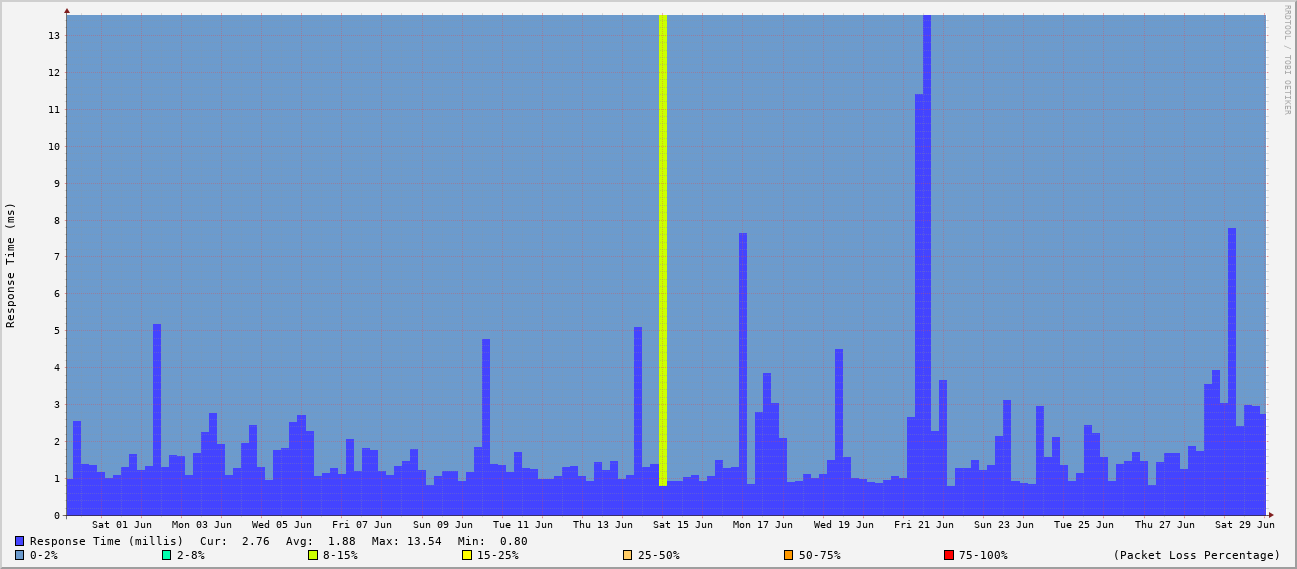 RRDTOOL / TOBI OETIKER
Response Time (ms)
13
12
11
10
9
8
7
6
5
4
3
2
1
0
Sat 01 Jun Mon 03 Jun Wed 05 Jun Fri 07 Jun Sun 09 Jun Tue 11 Jun Thu 13 Jun Sat 15 Jun Mon 17 Jun Wed 19 Jun Fri 21 Jun Sun 23 Jun Tue 25 Jun Thu 27 Jun Sat 29 Jun
Response Time (millis) Cur: 2.76 Avg: 1.88 Max: 13.54 Min: 0.80
0-2% 2-8% 8-15% 15-25% 25-50% 50-75% 75-100% (Packet Loss Percentage)